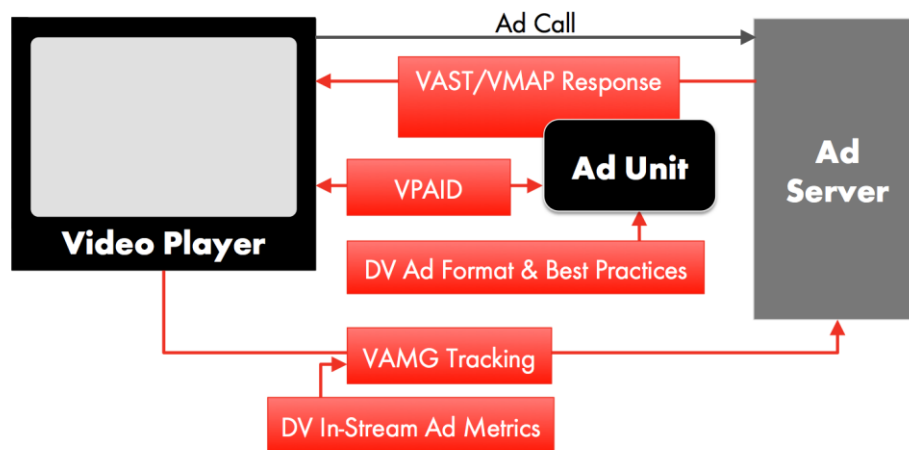 Ad Call
VAST/VMAP Response
Ad Unit
Ad
Server
VPAID
Video Player
DV Ad Format & Best Practices
VAMG Tracking
DV In-Stream Ad Metrics